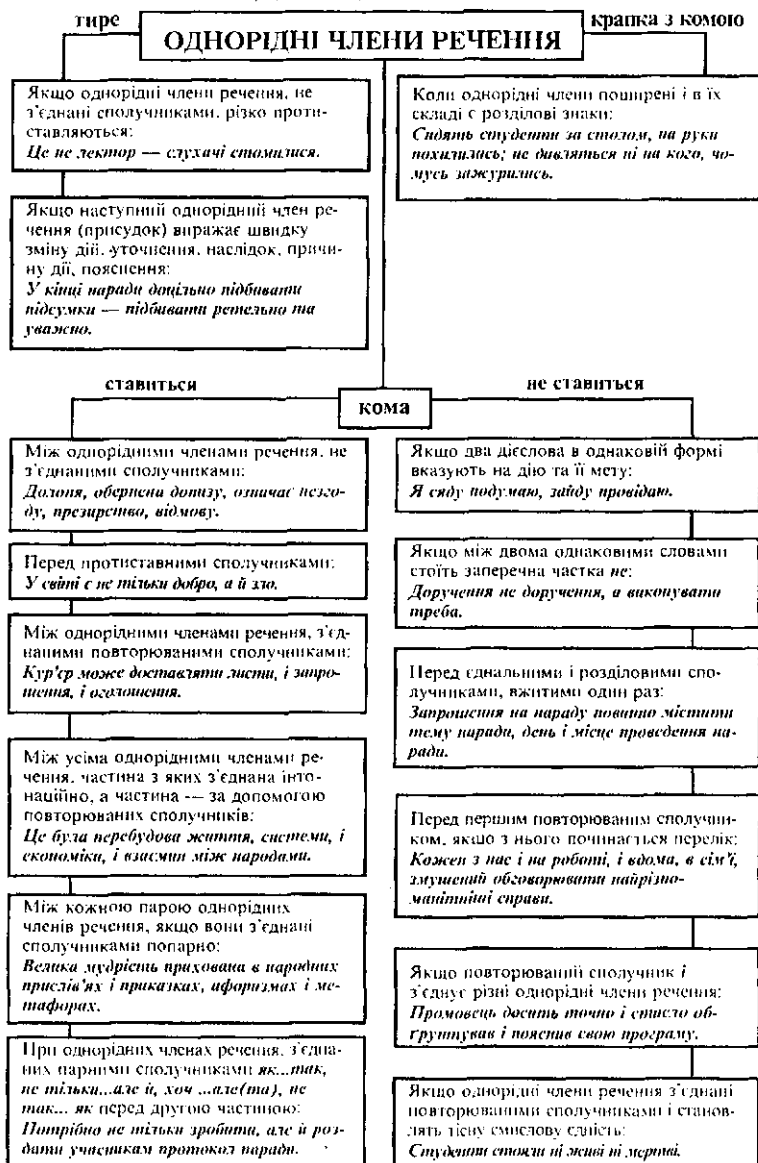 тире
ОДНОРІДНІ ЧЛЕНИ РЕЧЕННЯ
крапка з комою
Якщо однорідні члени речення, не
з'єднані сполучниками, різко проти-
ставляються:
Це не лектор — слухачі стомилися.
Якщо наступний однорідний член ре-
чення (присудок) виражає швидку
зміну дій, уточнення, наслідок, причи-
ну дії, пояснення:
У кінці наради доцільно підбивати
підсумки — підбивати ретельно та
уважно.
Коли однорідні члени поширені і в їх
складі є розділові знаки:
Сидять студенти за столом, на руки
похилились; не дивляться ні на кого, чо-
мусь зажурились.
ставиться
кома
не ставиться
Між однорідними членами речення, не
з'єднаними сполучниками:
Долоня, обернена донизу, означає незго-
ду, презирство, відмову.
Перед протиставними сполучниками:
У світі є не тільки добро, а й зло.
Між однорідними членами речення, з'єд-
наними повторюваними сполучниками:
Кур'єр може доставляти листи, і запро-
шення, і оголошення.
Між усіма однорідними членами ре-
чення, частина з яких з'єднана інто-
наційно, а частина — за допомогою
повторюваних сполучників:
Це була перебудова життя, системи, і
економіки, і взаємин між народами.
Між кожною парою однорідних
членів речення, якщо вони з'єднані
сполучниками попарно:
Велика мудрість прихована в народних
прислів'ях і приказках, афоризмах і ме-
тафорах.
При однорідних членах речення, з'єдна-
них парними сполучниками як...так,
не тільки...але й, хоч ...але(та), не
так... як перед другою частиною:
Потрібно не тільки зробити, але й роз-
дати учасникам протокол наради.
Якщо два дієслова в однаковій формі
вказують на дію та її мету:
Я сяду подумаю, зайду провідаю.
Якщо між двома однаковими словами
стоїть заперечна частка не:
Доручення не доручення, а виконувати
треба.
Перед єднальними і розділовими спо-
лучниками, вжитими один раз:
Запрошення на нараду повинно містити
тему наради, день і місце проведення на-
ради.
Перед першим повторюваним сполучни-
ком, якщо з нього починається перелік:
Кожен з нас і на роботі, і вдома, в сім'ї,
змушений обговорювати найрізно-
манітніші справи.
Якщо повторюваний сполучник і
з'єднує різні однорідні члени речення:
Промовець досить точно і стисло об-
ґрунтував і пояснив свою програму.
Якщо однорідні члени речення з'єднані
повторюваними сполучниками і станов-
лять тісну смислову єдність:
Студенти стояли ні живі ні мертві.